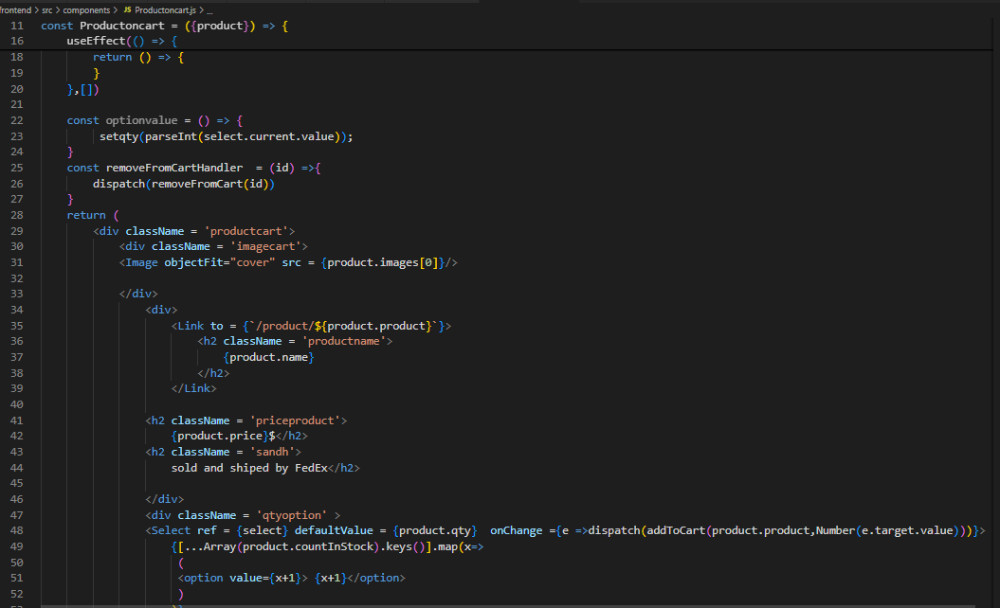 frontend > src > components > JS Productoncart.js > ...
11 const Productoncart = ({product}) => {
16 useEffect(() => {
18 return () => {
19 }
20 },[])
21
22 const optionvalue = () => {
23 setqty(parseInt(select.current.value));
24 }
25 const removeFromCartHandler  = (id) =>{
26 dispatch(removeFromCart(id))
27 }
28 return (
29 <div className = 'productcart'>
30 <div className = 'imagecart'>
31 <Image objectFit="cover" src = {product.images[0]}/>
32
33 </div>
34 <div>
35 <Link to = {`/product/${product.product}`}>
36 <h2 className = 'productname'>
37 {product.name}
38 </h2>
39 </Link>
40
41 <h2 className = 'priceproduct'>
42 {product.price}$</h2>
43 <h2 className = 'sandh'>
44 sold and shiped by FedEx</h2>
45
46 </div>
47 <div className = 'qtyoption' >
48 <Select ref = {select} defaultValue = {product.qty}  onChange ={e =>dispatch(addToCart(product.product,Number(e.target.value)))}>
49 {[...Array(product.countInStock).keys()].map(x=>
50 (
51 <option value={x+1}> {x+1}</option>
52 )